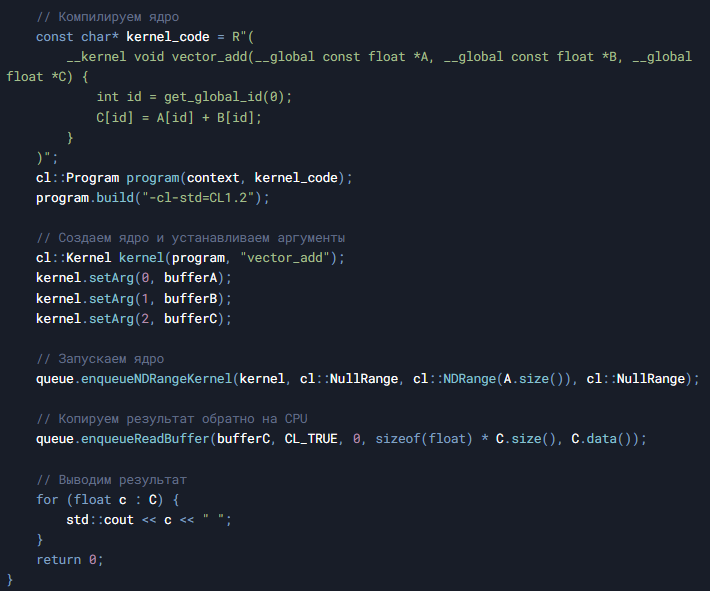 // Компилируем ядро
const char* kernel_code = R"(
__kernel void vector_add(__global const float *A, __global const float *B, __global
float *C) {
int id = get_global_id(0);
C[id] = A[id] + B[id];
}
)";
cl::Program program(context, kernel_code);
program.build("-cl-std=CL1.2");
// Создаем ядро и устанавливаем аргументы
cl::Kernel kernel(program, "vector_add");
kernel.setArg(0, bufferA);
kernel.setArg(1, bufferB);
kernel.setArg(2, bufferC);
// Запускаем ядро
queue.enqueueNDRangeKernel(kernel, cl::NullRange, cl::NDRange(A.size()), cl::NullRange);
// Копируем результат обратно на CPU
queue.enqueueReadBuffer(bufferC, CL_TRUE, 0, sizeof(float) * C.size(), C.data());
// Выводим результат
for (float c : C) {
std::cout << c << " ";
}
return 0;
}